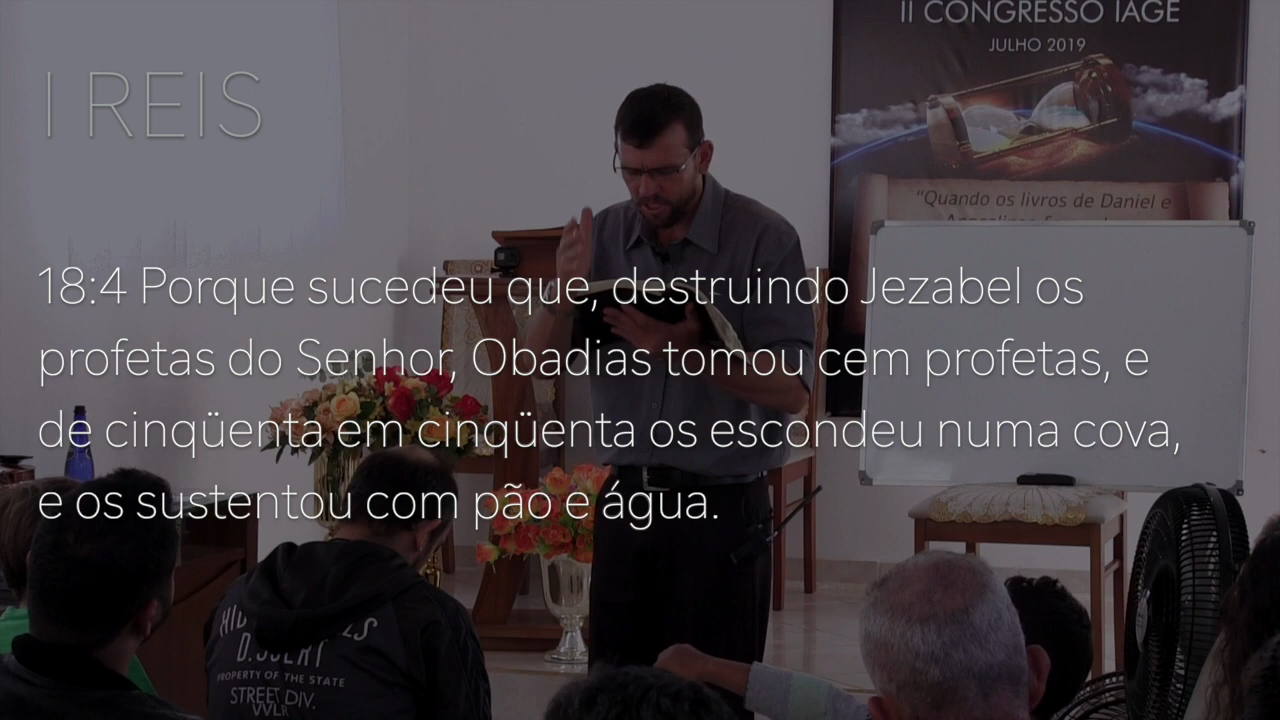 II CONGRESSO IAGE
JULHO 2019
"Quando os livros de Daniel e
I REIS
18:4 Porque sucedeu que, destruindo Jezabel os
profetas do Senhor, Obadias tomou cem profetas, e
de cinqüenta em cinqüenta os escondeu numa cova,
e os sustentou com pão e água.
PROPERTY OF THE STATE
STREET DIV.